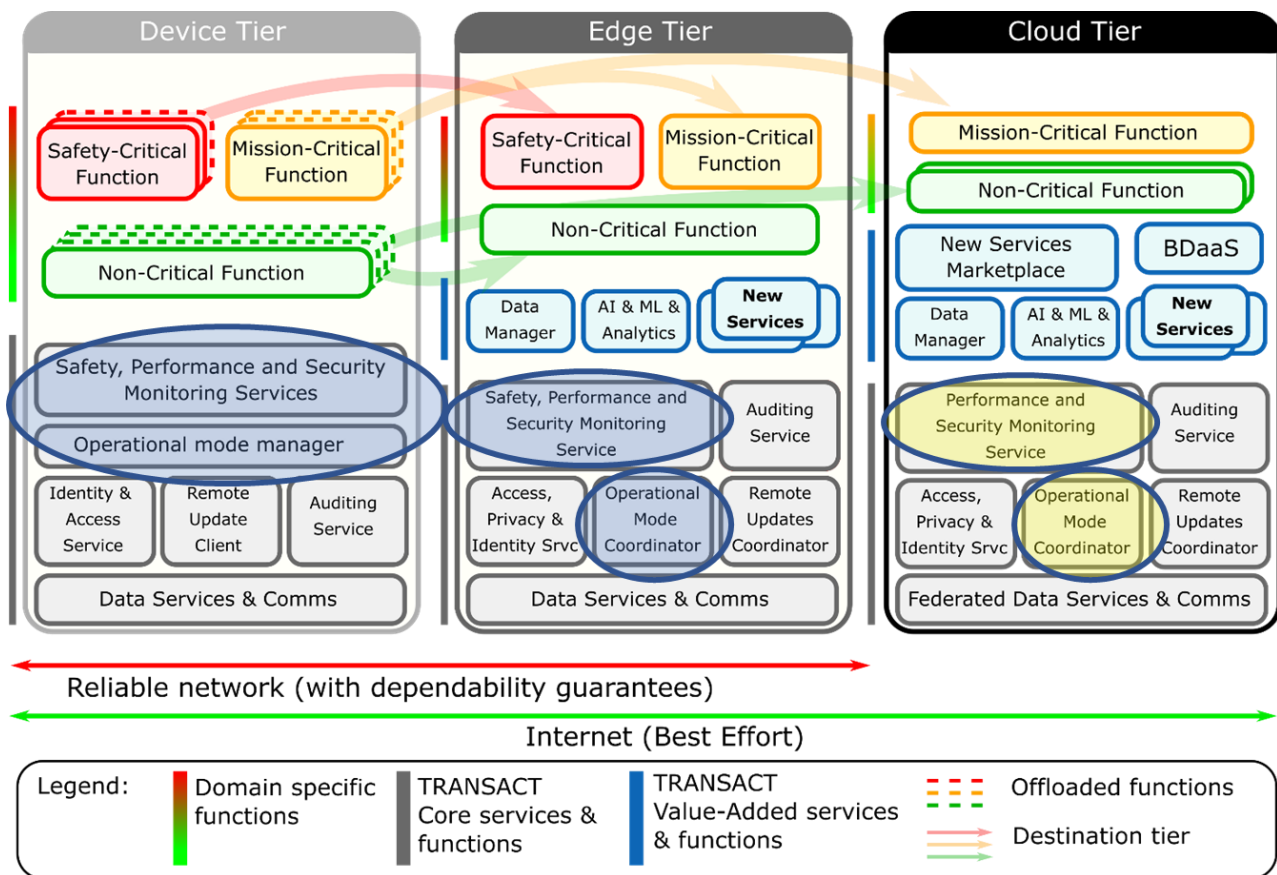 Device Tier
Edge Tier
Cloud Tier
Safety-Critical
Function
Mission-Critical
Function
Non-Critical Function
Safety, Performance and Security
Monitoring Services
Operational mode manager
Identity &
Access
Service
Remote
Update
Client
Auditing
Service
Data Services & Comms
Safety-Critical
Function
Mission-Critical
Function
Non-Critical Function
Data
Manager
AI & ML &
Analytics
New
Services
Safety, Performance and
Security Monitoring
Service
Auditing
Service
Access,
Privacy &
Identity Srvc
Operational
Mode
Coordinator
Remote
Updates
Coordinator
Data Services & Comms
Mission-Critical Function
Non-Critical Function
New Services
Marketplace
BDaaS
Data
Manager
AI & ML &
Analytics
New
Services
Performance and
Security Monitoring
Service
Auditing
Service
Access,
Privacy &
Identity Srvc
Operational
Mode
Coordinator
Remote
Updates
Coordinator
Federated Data Services & Comms
Reliable network (with dependability guarantees)
Internet (Best Effort)
Legend:
Domain specific
functions
TRANSACT
Core services &
functions
TRANSACT
Value-Added services
& functions
Offloaded functions
Destination tier